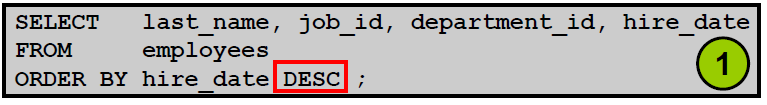 SELECT   last_name, job_id, department_id, hire_date
FROM     employees
ORDER BY hire_date DESC ;
1